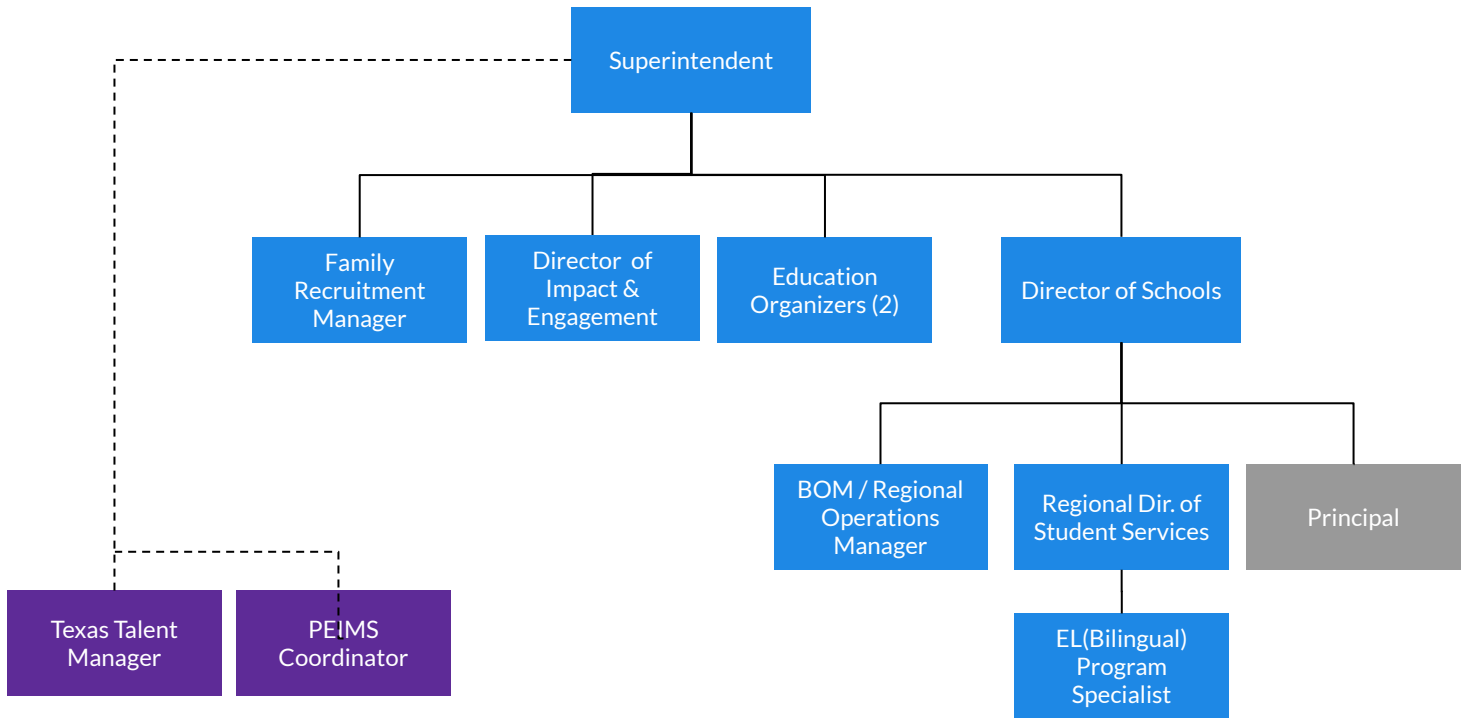 Superintendent
Family
Recruitment
Manager
Director of
Impact &
Engagement
Education
Organizers (2)
Director of Schools
BOM / Regional
Operations
Manager
Regional Dir. of
Student Services
Principal
Texas Talent
Manager
PEIMS
Coordinator
EL(Bilingual)
Program
Specialist